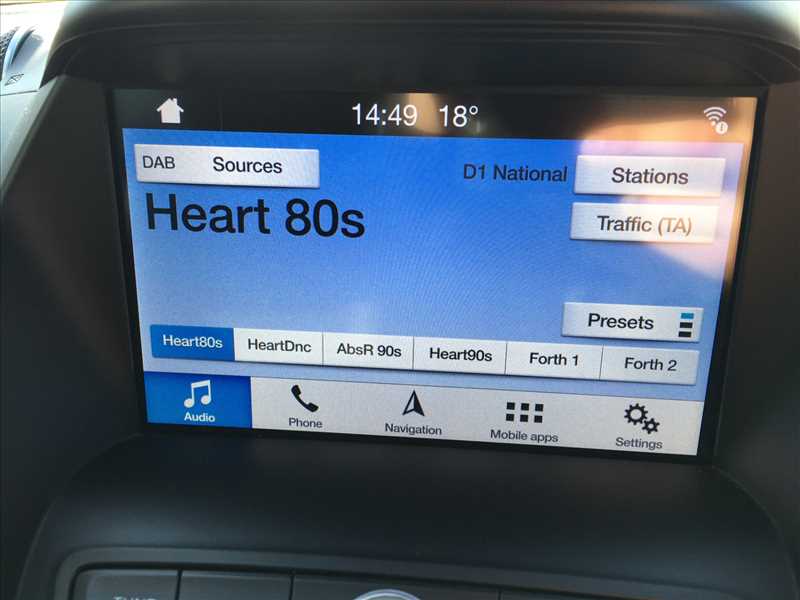 14:49 18°
DAB Sources
D1 National Stations
Heart 80s
Traffic (TA)
Presets
Heart80s HeartDnc AbsR 90s Heart90s Forth 1 Forth 2
Audio Phone Navigation Mobile apps Settings